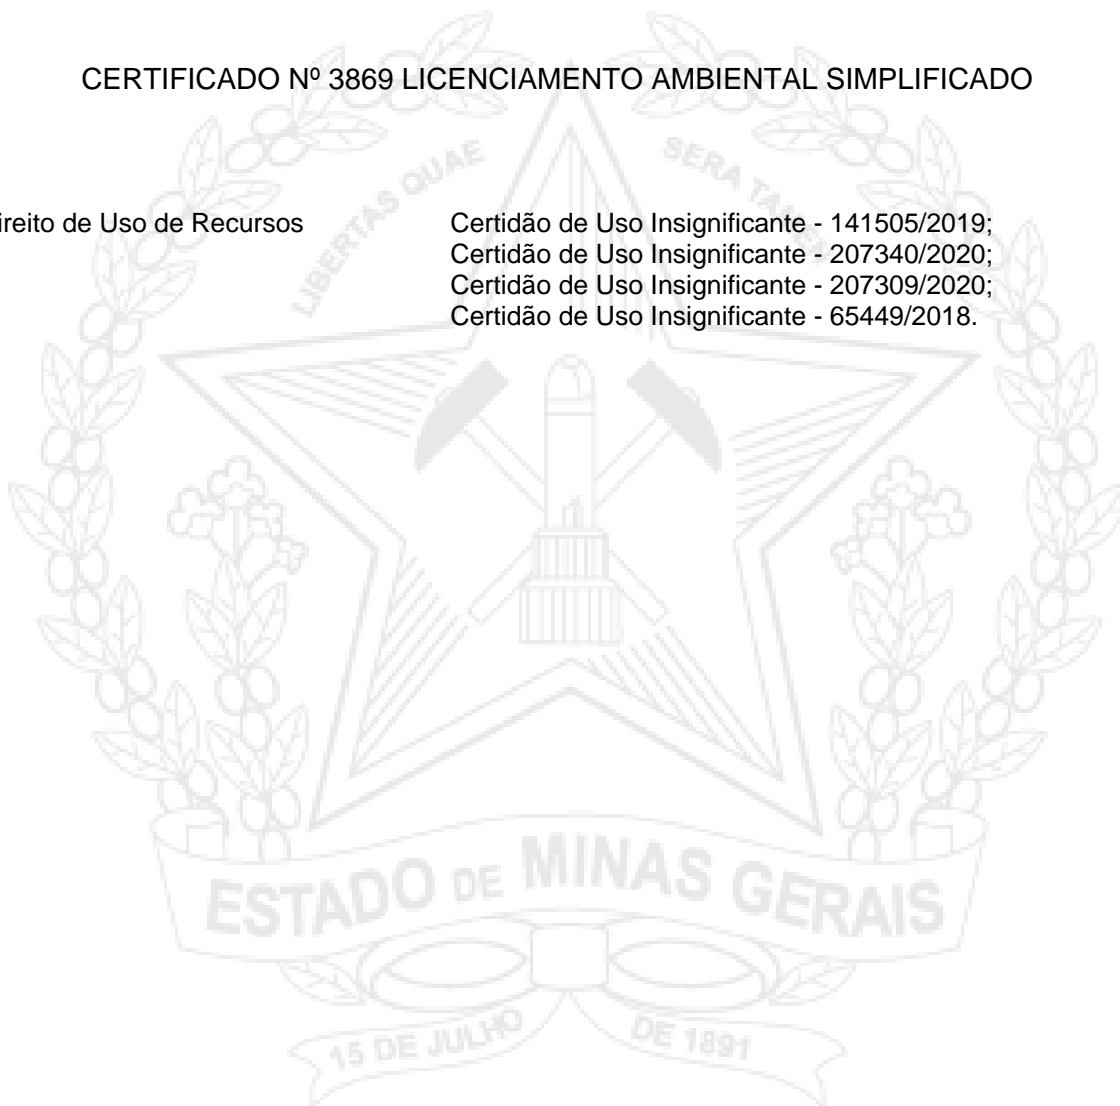 CERTIFICADO Nº 3869 LICENCIAMENTO AMBIENTAL SIMPLIFICADO
LIBERTAS QUAE SERA TAMEN
ireito de Uso de Recursos
Certidão de Uso Insignificante - 141505/2019;
Certidão de Uso Insignificante - 207340/2020;
Certidão de Uso Insignificante - 207309/2020;
Certidão de Uso Insignificante - 65449/2018.
ESTADO DE MINAS GERAIS
15 DE JULHO DE 1891